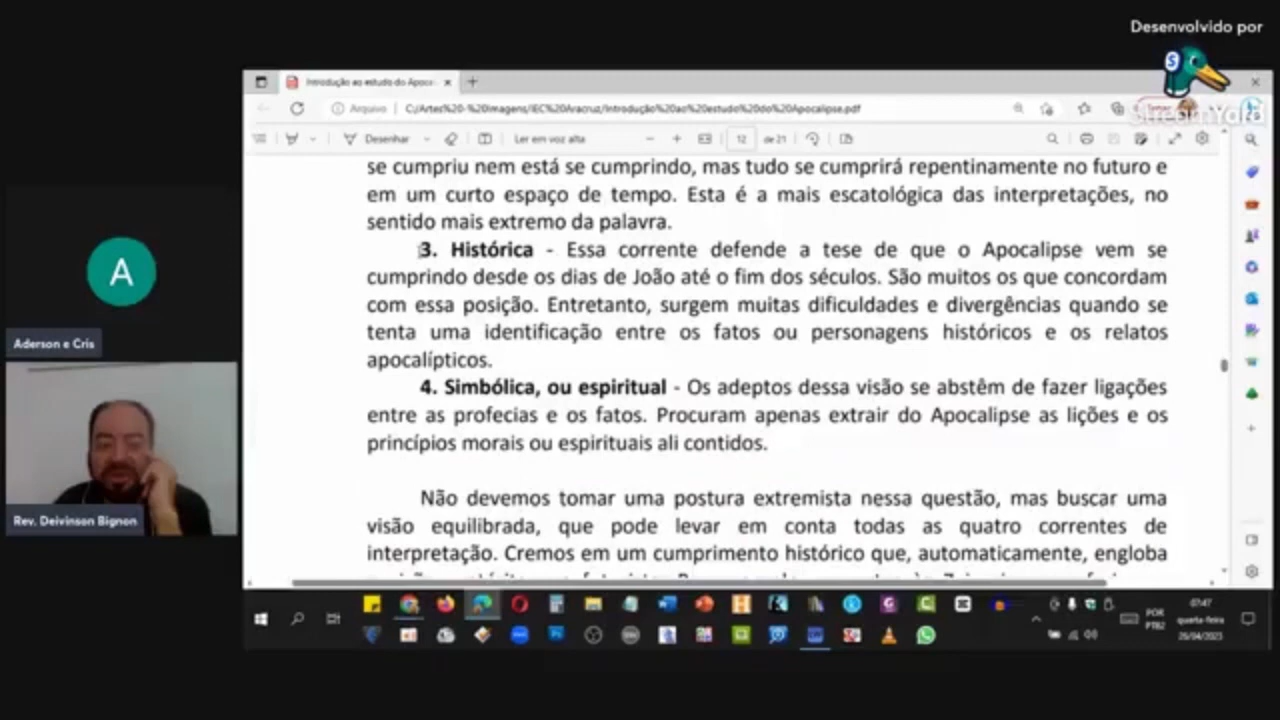 Desenvolvido por
StreamYard
Introdução ao estudo do Apoca
Arquivo
C:/Artes%20-%20Imagens/IEC%20Aracruz/Introdução%20ao%20estudo%20do%20Apocalipse.pdf
Desenhar
Ler em voz alta
12
de 21
se cumpriu nem está se cumprindo, mas tudo se cumprirá repentinamente no futuro e
em um curto espaço de tempo. Esta é a mais escatológica das interpretações, no
sentido mais extremo da palavra.
3. Histórica - Essa corrente defende a tese de que o Apocalipse vem se
cumprindo desde os dias de João até o fim dos séculos. São muitos os que concordam
com essa posição. Entretanto, surgem muitas dificuldades e divergências quando se
tenta uma identificação entre os fatos ou personagens históricos e os relatos
apocalípticos.
4. Simbólica, ou espiritual - Os adeptos dessa visão se abstêm de fazer ligações
entre as profecias e os fatos. Procuram apenas extrair do Apocalipse as lições e os
princípios morais ou espirituais ali contidos.
Não devemos tomar uma postura extremista nessa questão, mas buscar uma
visão equilibrada, que pode levar em conta todas as quatro correntes de
interpretação. Cremos em um cumprimento histórico que, automaticamente, engloba
A
Aderson e Cris
Rev. Deivinson Bignon
POR
PTB2
07:47
quarta-feira
26/04/2023